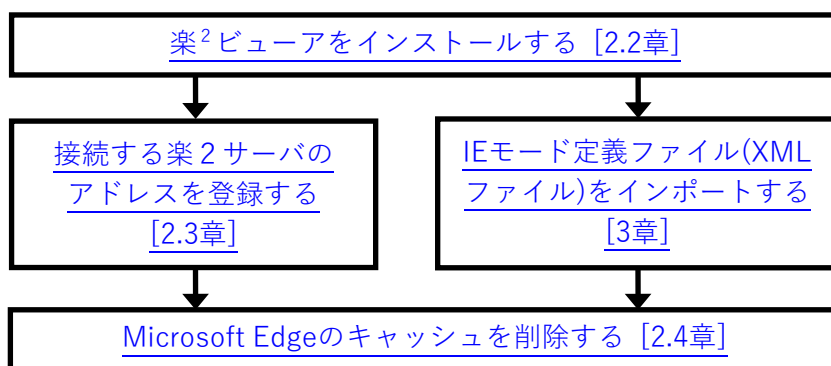 楽²ビューアをインストールする [2.2章]
接続する楽２サーバの
アドレスを登録する
[2.3章]
IEモード定義ファイル(XML
ファイル)をインポートする
[3章]
Microsoft Edgeのキャッシュを削除する [2.4章]